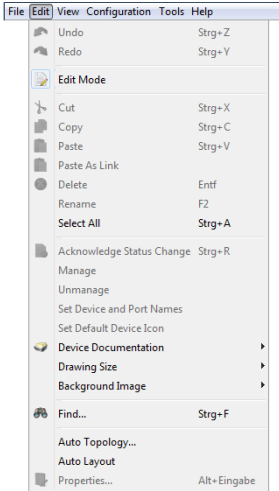 File Edit View Configuration Tools Help
Undo Strg+Z
Redo Strg+Y
Edit Mode
Cut Strg+X
Copy Strg+C
Paste Strg+V
Paste As Link
Delete Entf
Rename F2
Select All Strg+A
Acknowledge Status Change Strg+R
Manage
Unmanage
Set Device and Port Names
Set Default Device Icon
Device Documentation
Drawing Size
Background Image
Find... Strg+F
Auto Topology...
Auto Layout
Properties... Alt+Eingabe